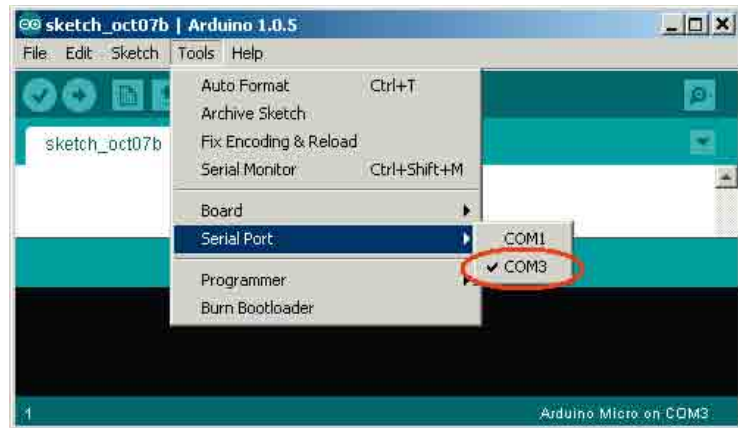 sketch_oct07b | Arduino 1.0.5
File Edit Sketch Tools Help
Auto Format Ctrl+T
Archive Sketch
sketch_oct07b
Fix Encoding & Reload
Serial Monitor Ctrl+Shift+M
Board
Serial Port
COM1
COM3
Programmer
Burn Bootloader
1
Arduino Micro on COM3